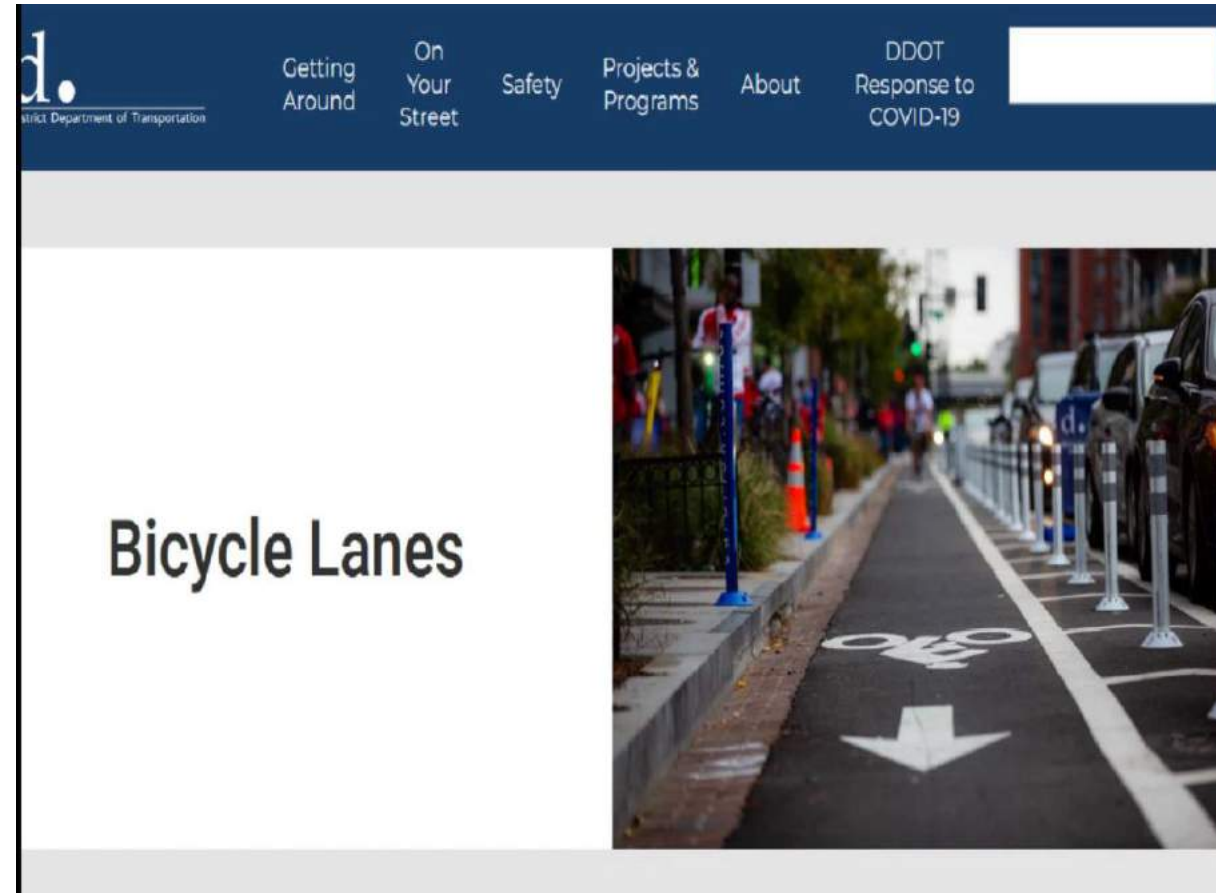 d.
Getting
Around
On
Your
Street
Safety
Projects &
Programs
About
DDOT
Response to
COVID-19
District Department of Transportation
Bicycle Lanes
d.